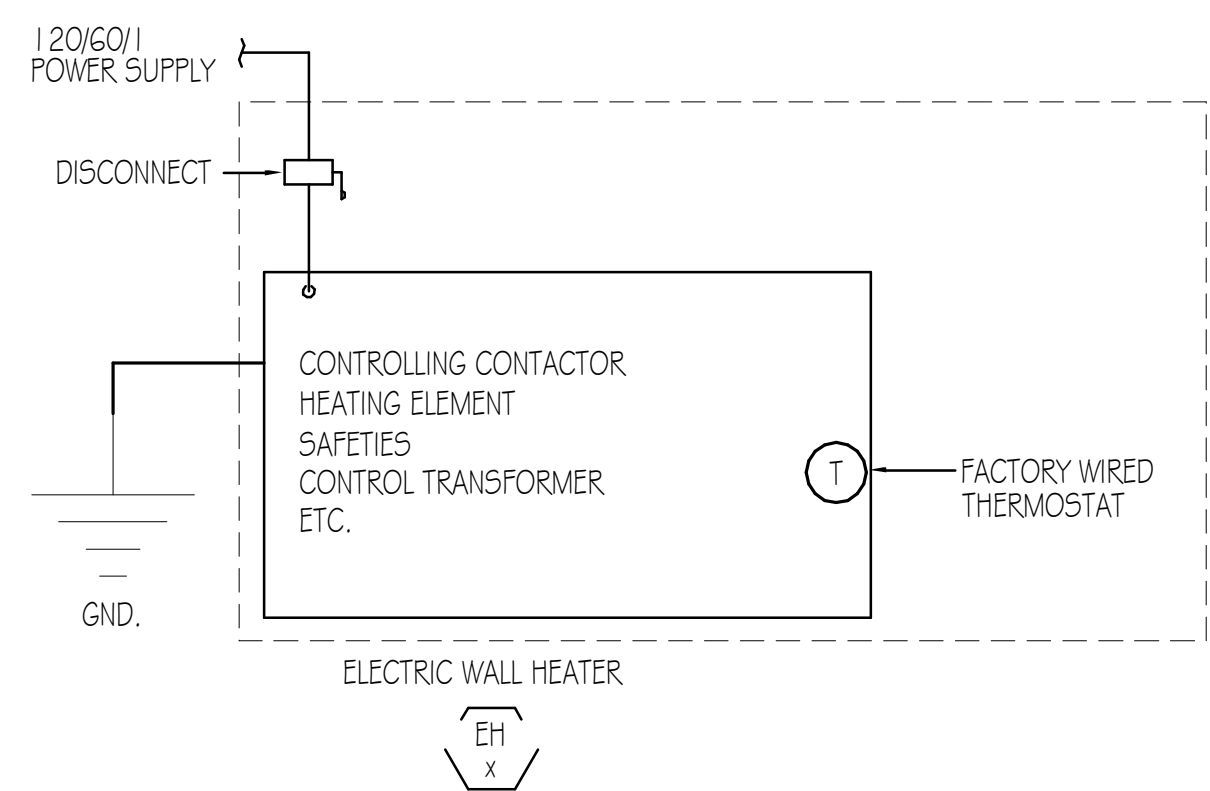 120/60/1
POWER SUPPLY
DISCONNECT
CONTROLLING CONTACTOR
HEATING ELEMENT
SAFETIES
CONTROL TRANSFORMER
ETC.
T
FACTORY WIRED
THERMOSTAT
GND.
ELECTRIC WALL HEATER
EH
x